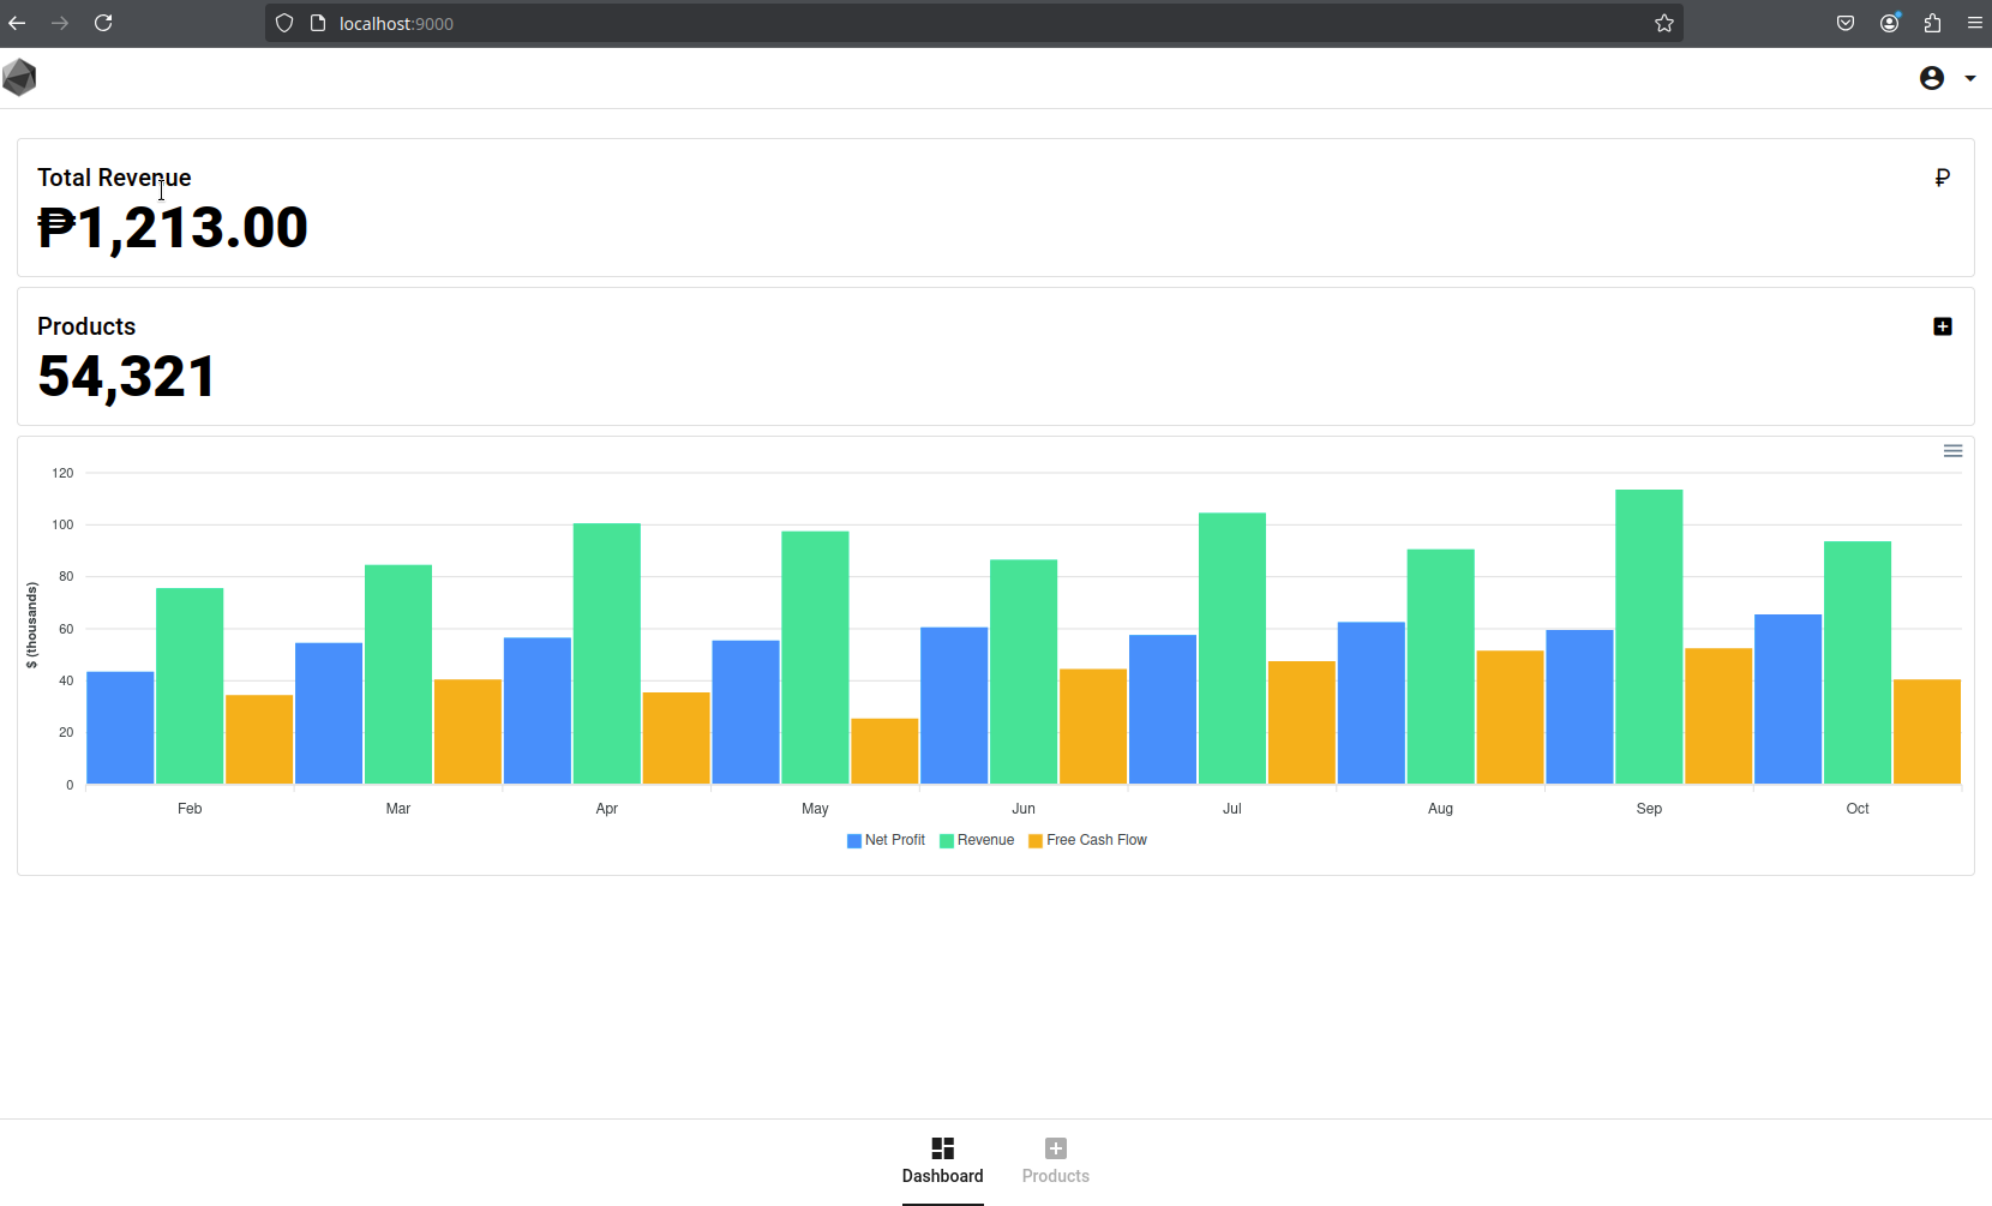 localhost:9000
Total Revenue
₽
₱1,213.00
Products
54,321
120
100
80
60
40
20
0
$ (thousands)
Feb Mar Apr May Jun Jul Aug Sep Oct
Net Profit Revenue Free Cash Flow
Dashboard Products